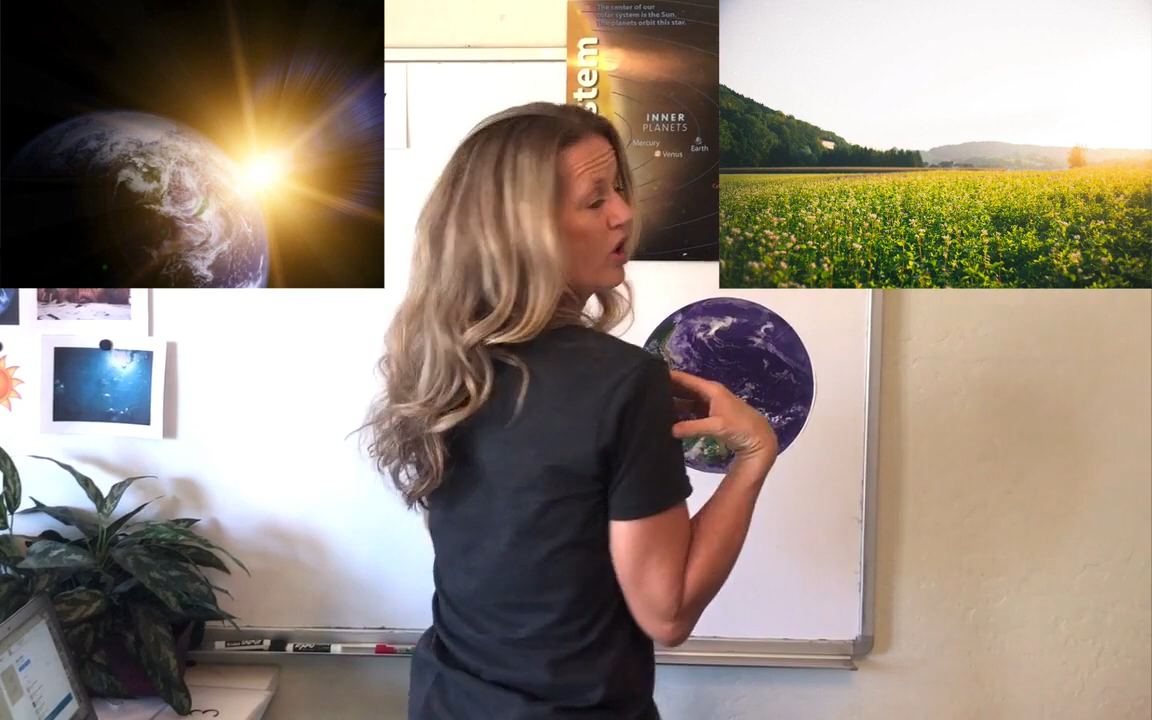 The center of our
solar system is the Sun.
The planets orbit this star.
stem
INNER
PLANETS
Mercury
Venus
Earth
EXPO